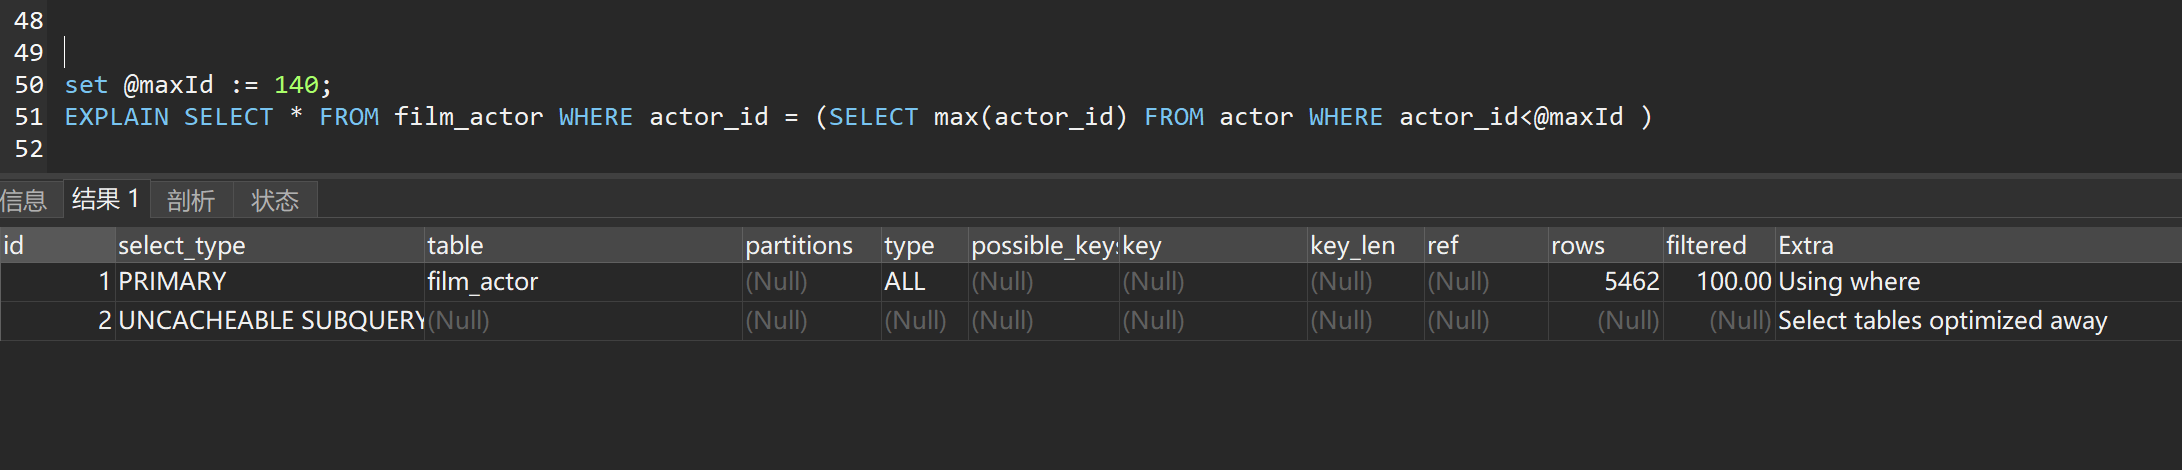 48
49
50 set @maxId := 140;
51 EXPLAIN SELECT * FROM film_actor WHERE actor_id = (SELECT max(actor_id) FROM actor WHERE actor_id<@maxId )
52
信息 结果 1 剖析 状态
id select_type table partitions type possible_keys key key_len ref rows filtered Extra
1 PRIMARY film_actor (Null) ALL (Null) (Null) (Null) (Null) 5462 100.00 Using where
2 UNCACHEABLE SUBQUERY (Null) (Null) (Null) (Null) (Null) (Null) (Null) (Null) (Null) Select tables optimized away